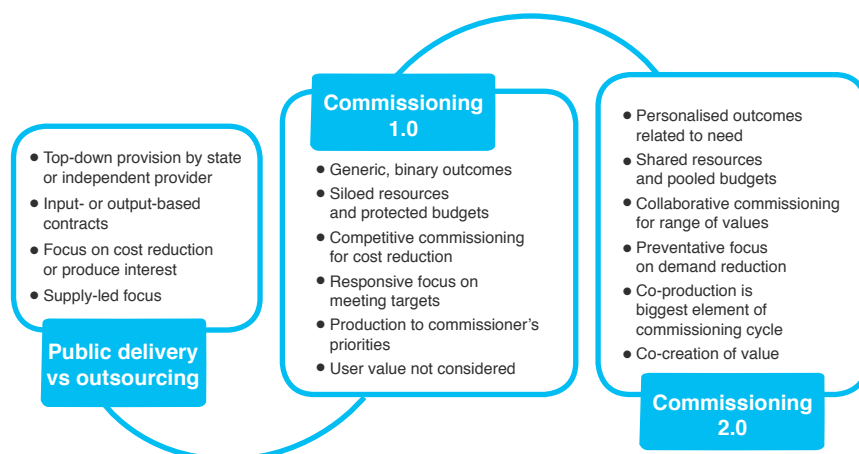 • Top-down provision by state
or independent provider
• Input- or output-based
contracts
• Focus on cost reduction
or produce interest
• Supply-led focus
Public delivery
vs outsourcing
Commissioning
1.0
• Generic, binary outcomes
• Siloed resources
and protected budgets
• Competitive commissioning
for cost reduction
• Responsive focus on
meeting targets
• Production to commissioner’s
priorities
• User value not considered
• Personalised outcomes
related to need
• Shared resources
and pooled budgets
• Collaborative commissioning
for range of values
• Preventative focus
on demand reduction
• Co-production is
biggest element of
commissioning cycle
• Co-creation of value
Commissioning
2.0